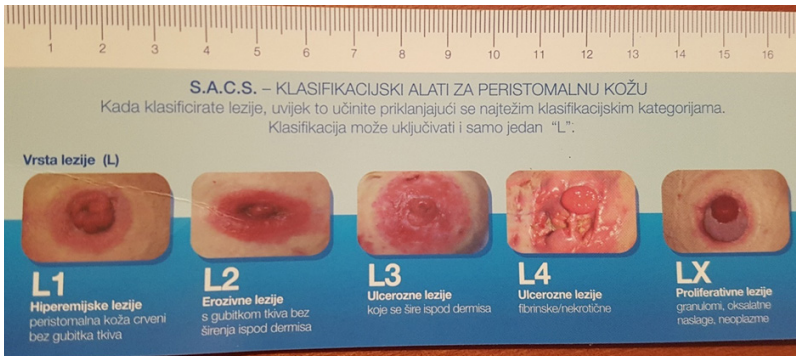 1 2 3 4 5 6 7 8 9 10 11 12 13 14 15 16
S.A.C.S. – KLASIFIKACIJSKI ALATI ZA PERISTOMALNU KOŽU
Kada klasificirate lezije, uvijek to učinite priklanjajući se najtežim klasifikacijskim kategorijama.
Klasifikacija može uključivati i samo jedan "L":
Vrsta lezije (L)
L1
Hiperemijske lezije
peristomalna koža crveni
bez gubitka tkiva
L2
Erozivne lezije
s gubitkom tkiva bez
širenja ispod dermisa
L3
Ulcerozne lezije
koje se šire ispod dermisa
L4
Ulcerozne lezije
fibrinske/nekrotične
LX
Proliferativne lezije
granulomi, oksalatne
naslage, neoplazme